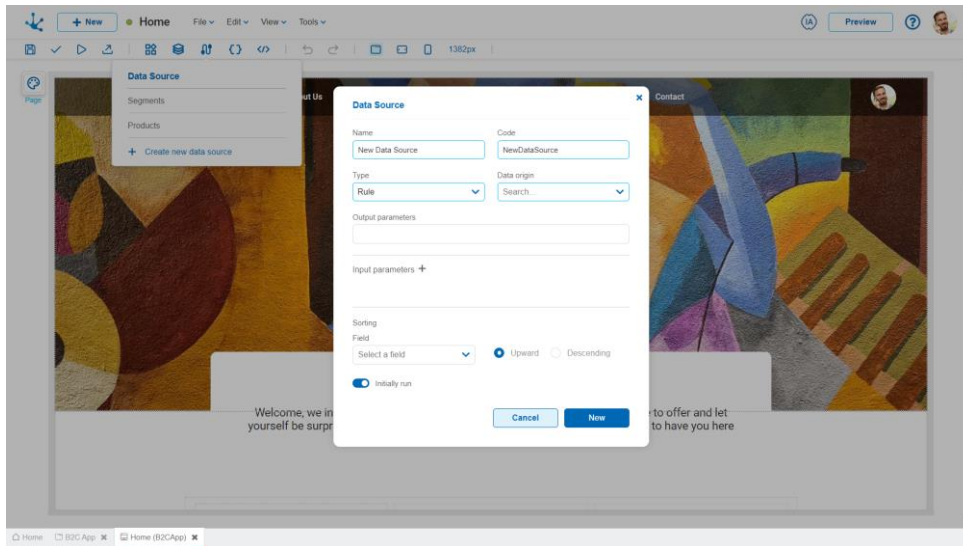 + New
Home
File
Edit
View
Tools
IA
Preview
?
1382px
Page
Data Source
Segments
Products
+ Create new data source
ut Us
Contact
Data Source
Name
Code
New Data Source
NewDataSource
Type
Data origin
Rule
Search...
Output parameters
Input parameters +
Sorting
Field
Select a field
Upward
Descending
Initially run
Cancel
New
Welcome, we in
to offer and let
yourself be surpr
to have you here
Home
B2C App
Home (B2CApp)